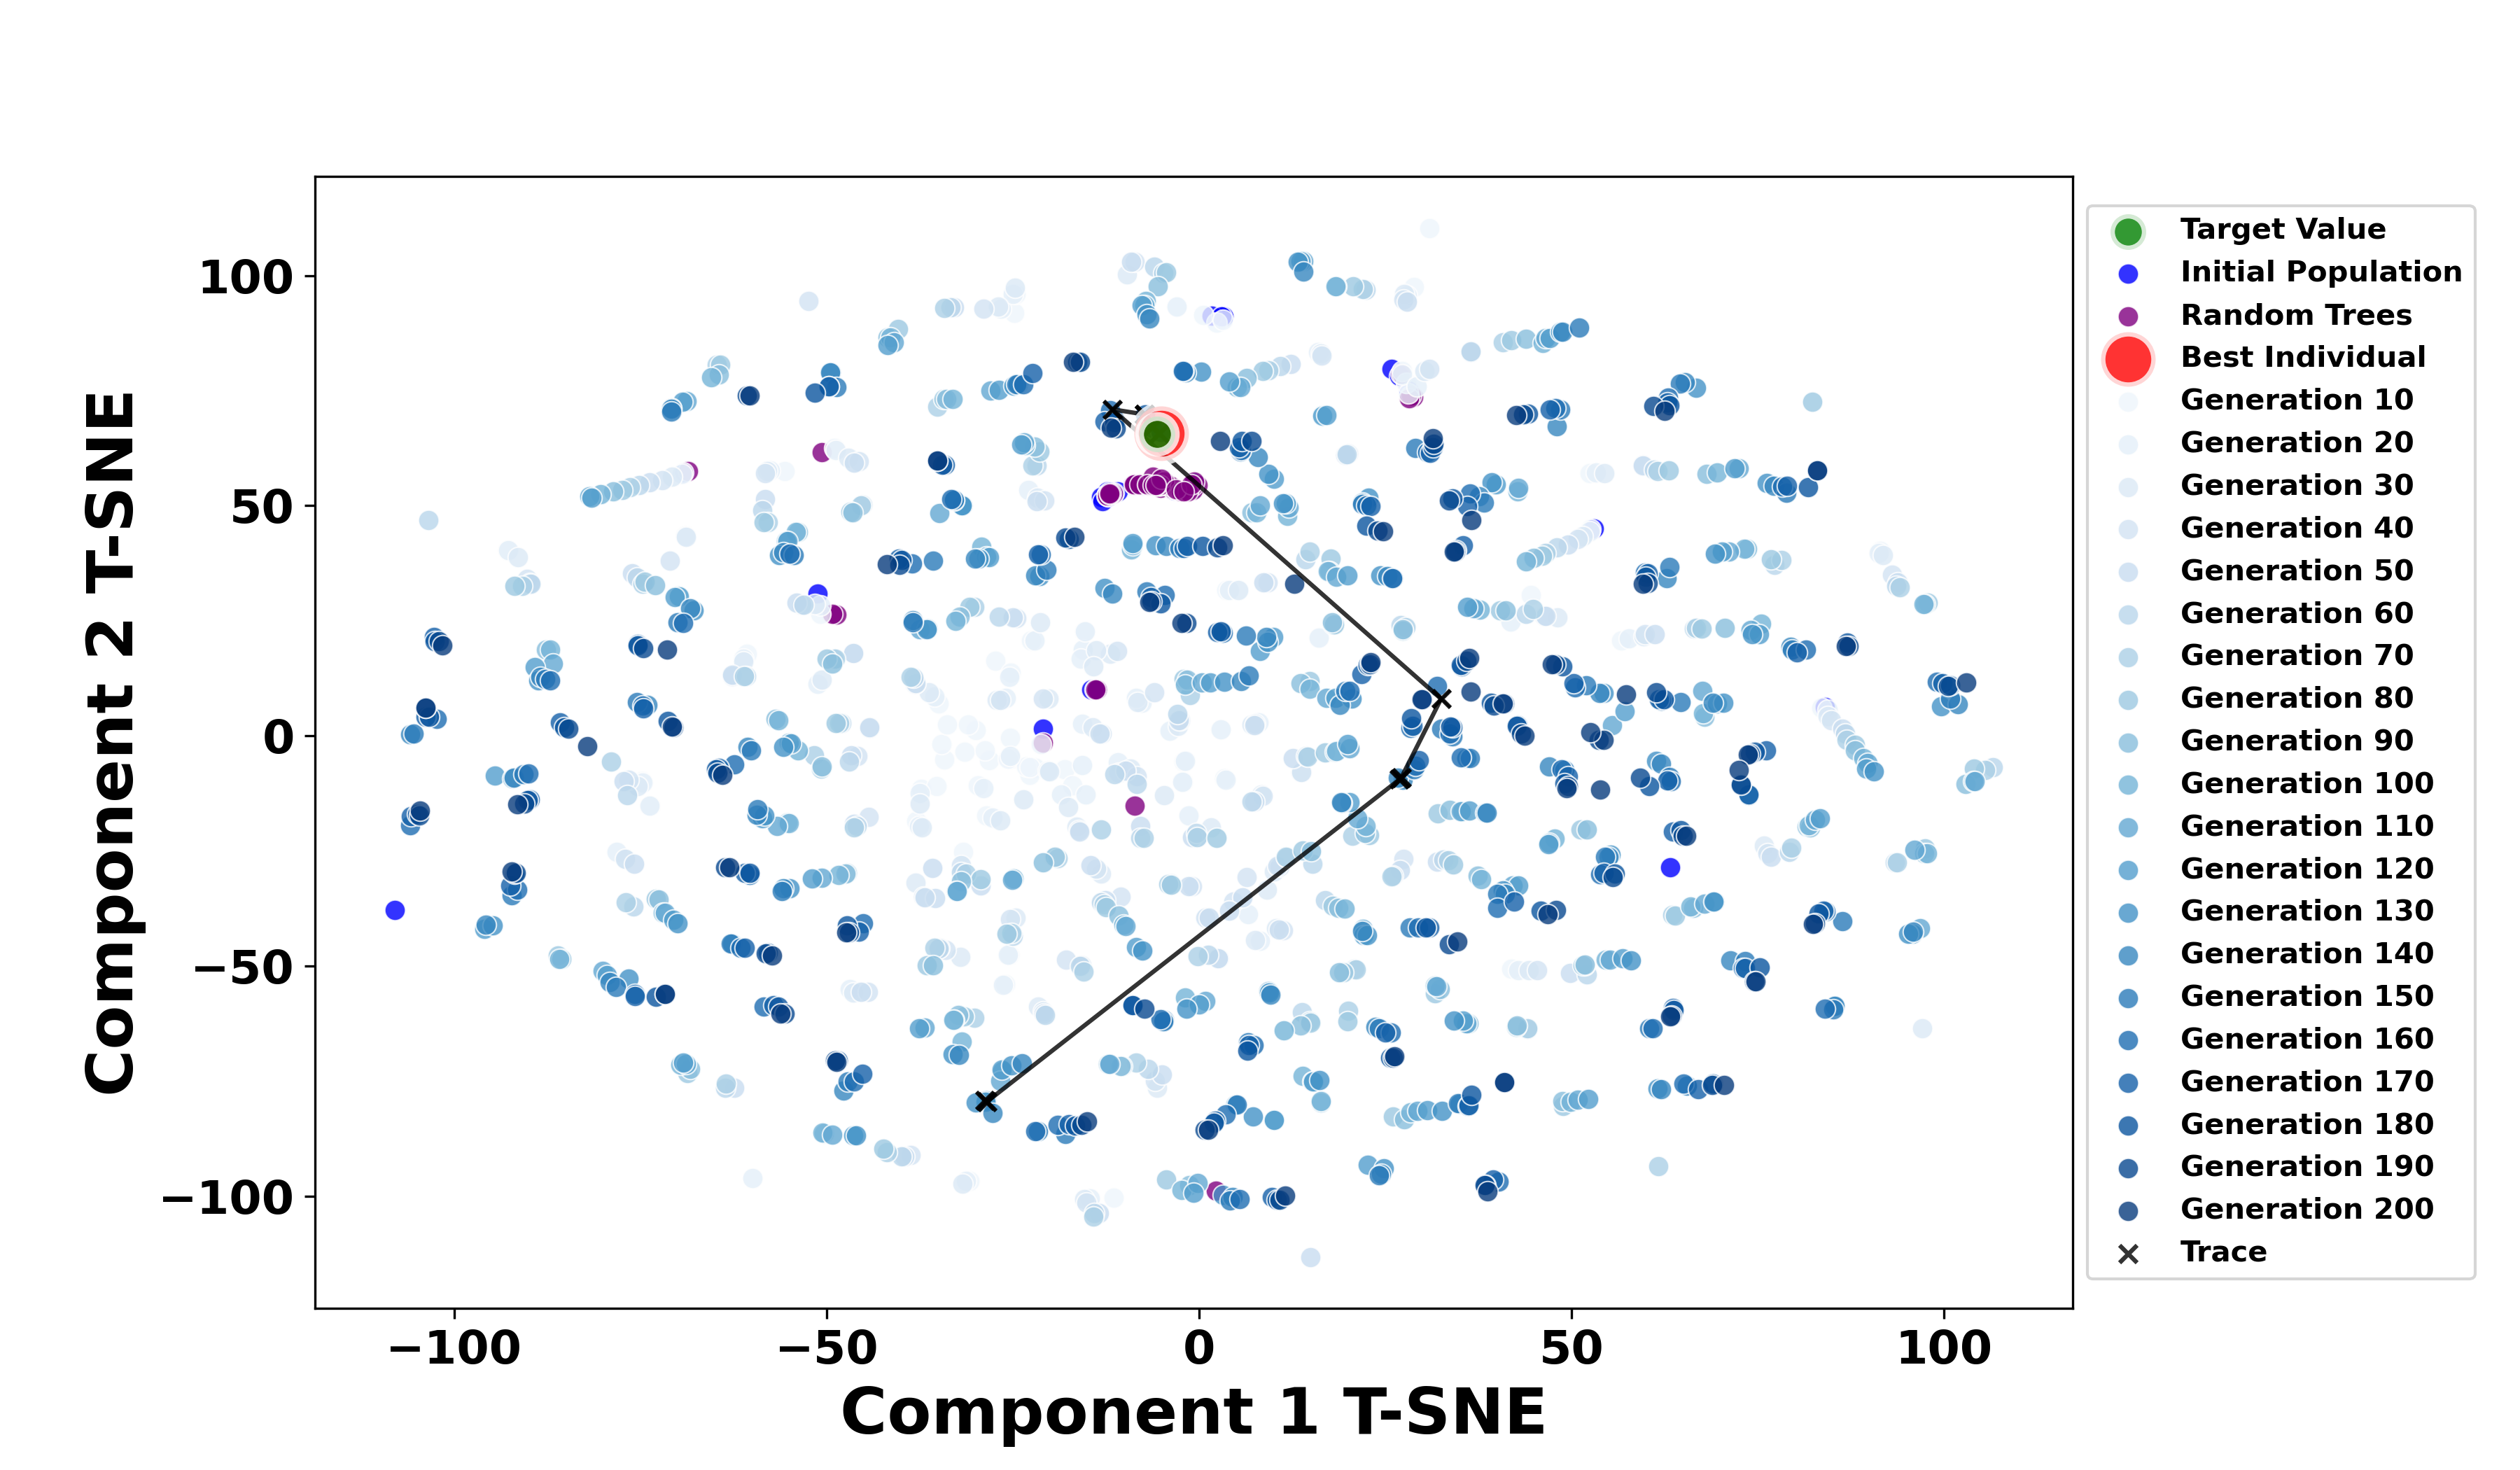 Component 2 T-SNE
100
50
0
−50
−100
−100
−50
0
50
100
Component 1 T-SNE
Target Value
Initial Population
Random Trees
Best Individual
Generation 10
Generation 20
Generation 30
Generation 40
Generation 50
Generation 60
Generation 70
Generation 80
Generation 90
Generation 100
Generation 110
Generation 120
Generation 130
Generation 140
Generation 150
Generation 160
Generation 170
Generation 180
Generation 190
Generation 200
Trace